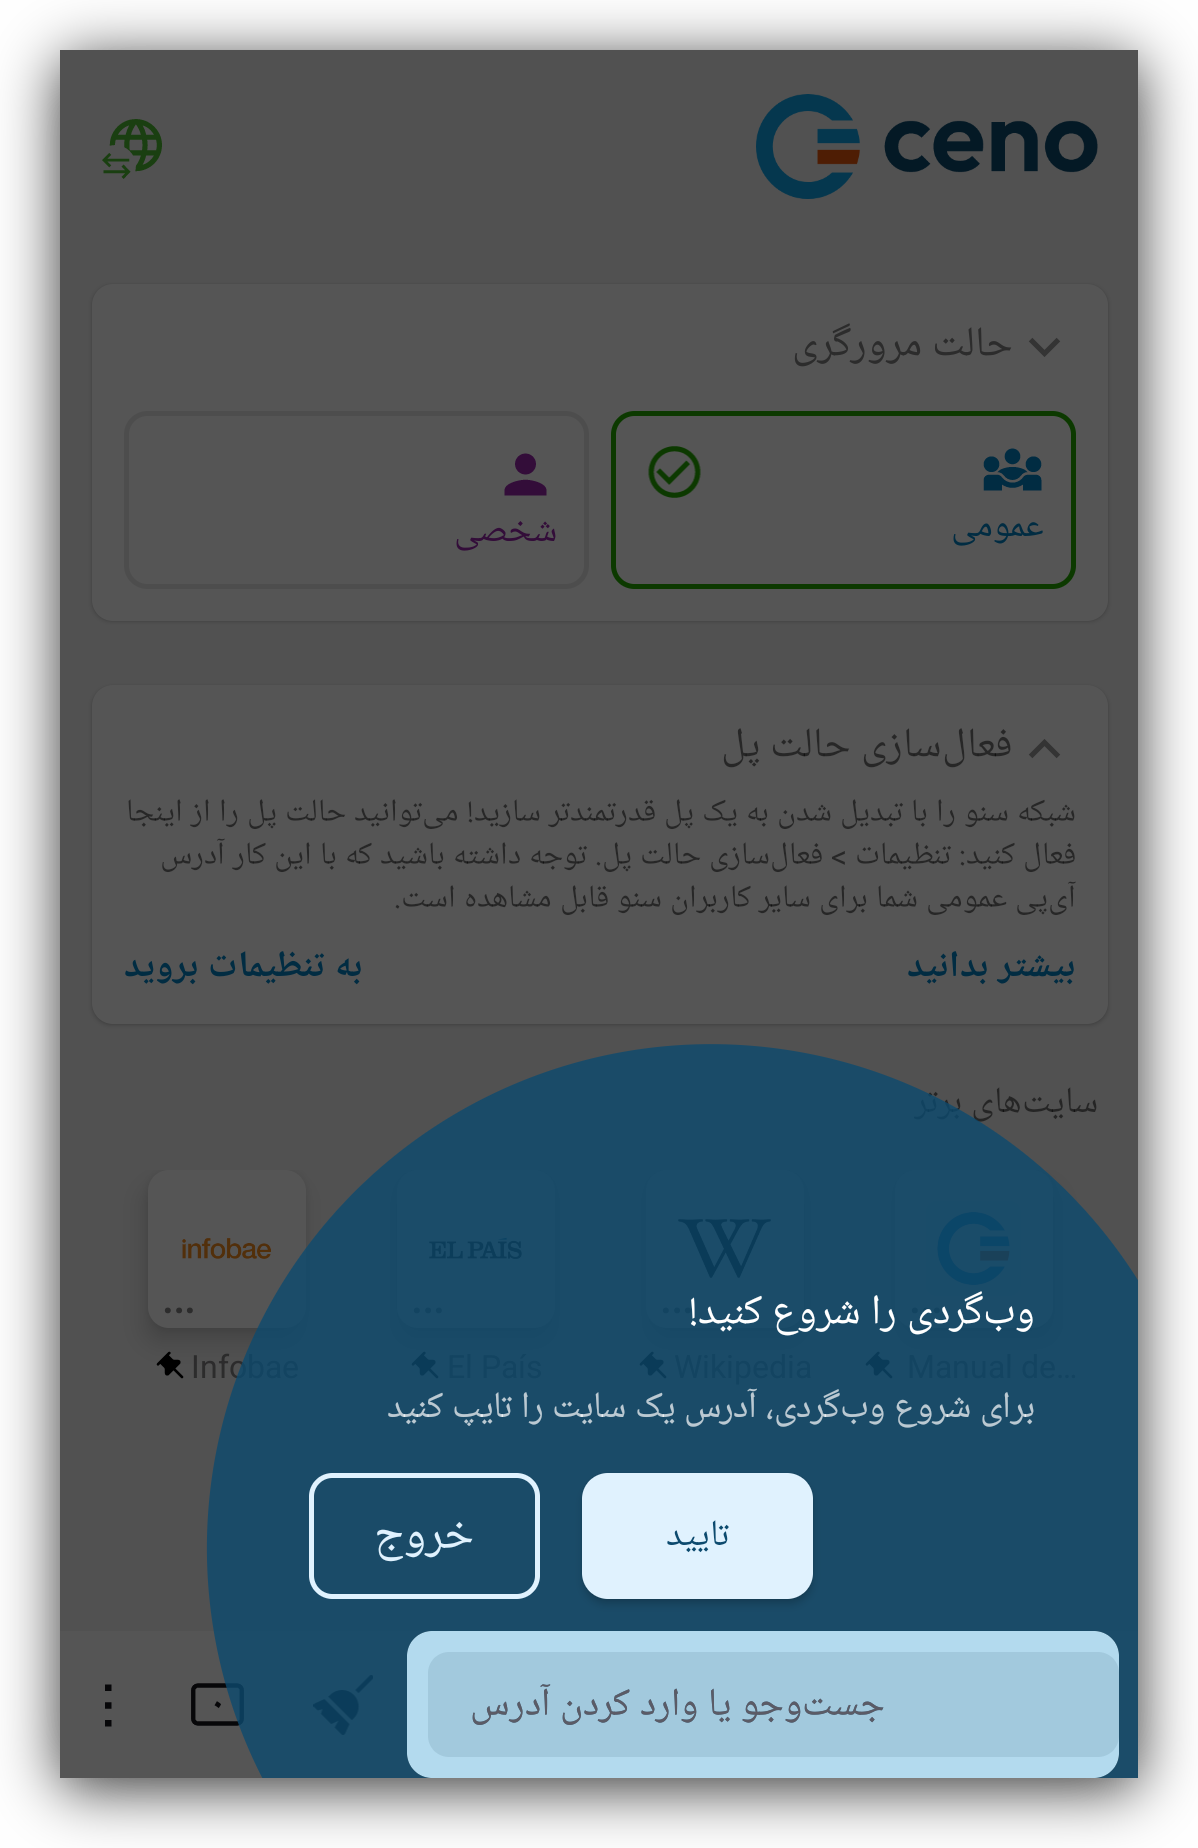 ceno
حالت مرورگری
عمومی
شخصی
فعال‌سازی حالت پل
شبکه سنو را با تبدیل شدن به یک پل قدرتمندتر سازید! می‌توانید حالت پل را از اینجا
فعال کنید: تنظیمات > فعال‌سازی حالت پل. توجه داشته باشید که با این کار آدرس
آی‌پی عمومی شما برای سایر کاربران سنو قابل مشاهده است.
بیشتر بدانید
به تنظیمات بروید
سایت‌های برتر
infobae
EL PAÍS
W
Infobae
El País
Wikipedia
Manual de...
وب‌گردی را شروع کنید!
برای شروع وب‌گردی، آدرس یک سایت را تایپ کنید
تایید
خروج
جست‌وجو یا وارد کردن آدرس